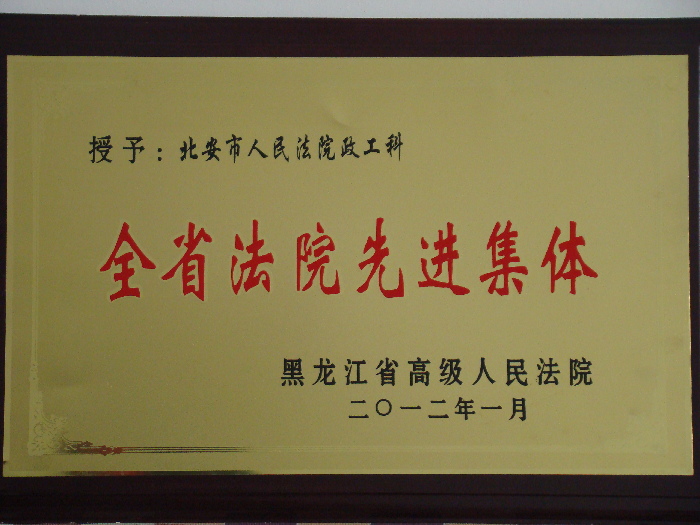 授予：北安市人民法院政工科
全省法院先进集体
黑龙江省高级人民法院
二〇一二年一月